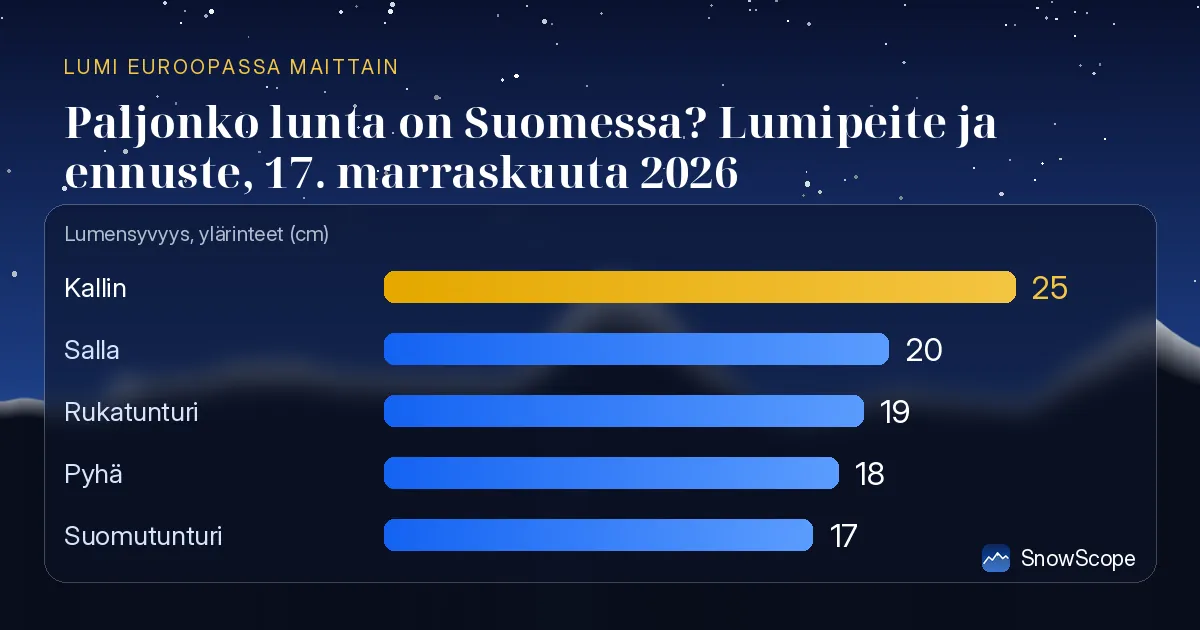 LUMI EUROOPASSA MAITTAIN
Paljonko lunta on Suomessa? Lumipeite ja
ennuste, 17. marraskuuta 2026
Lumensyvyys, ylärinteet (cm)
Kallin 25
Salla 20
Rukatunturi 19
Pyhä 18
Suomutunturi 17
SnowScope